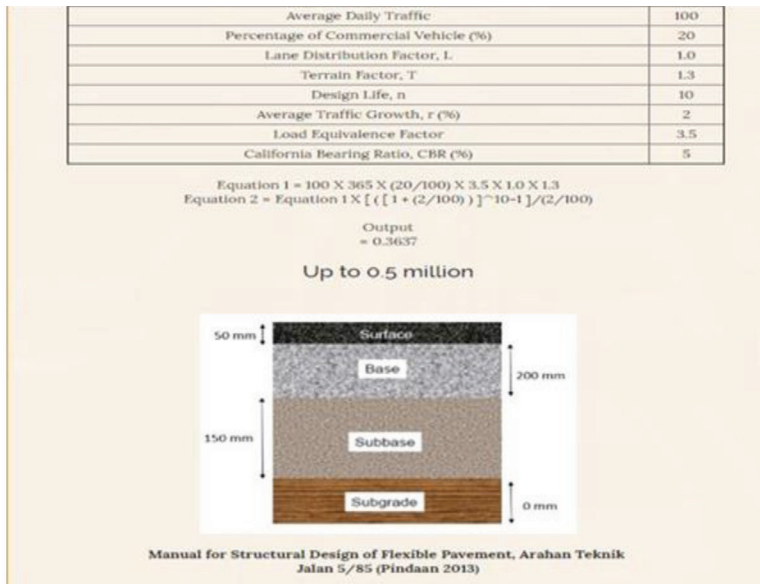 Average Daily Traffic 100
Percentage of Commercial Vehicle (%) 20
Lane Distribution Factor, L 1.0
Terrain Factor, T 1.3
Design Life, n 10
Average Traffic Growth, r (%) 2
Load Equivalence Factor 3.5
California Bearing Ratio, CBR (%) 5
Equation 1 = 100 X 365 X (20/100) X 3.5 X 1.0 X 1.3
Equation 2 = Equation 1 X [ ( [ 1 + (2/100) ) ]^10-1 ]/(2/100)
Output
= 0.3637
Up to 0.5 million
50 mm
Surface
Base
200 mm
150 mm
Subbase
Subgrade
0 mm
Manual for Structural Design of Flexible Pavement, Arahan Teknik
Jalan 5/85 (Pindaan 2013)